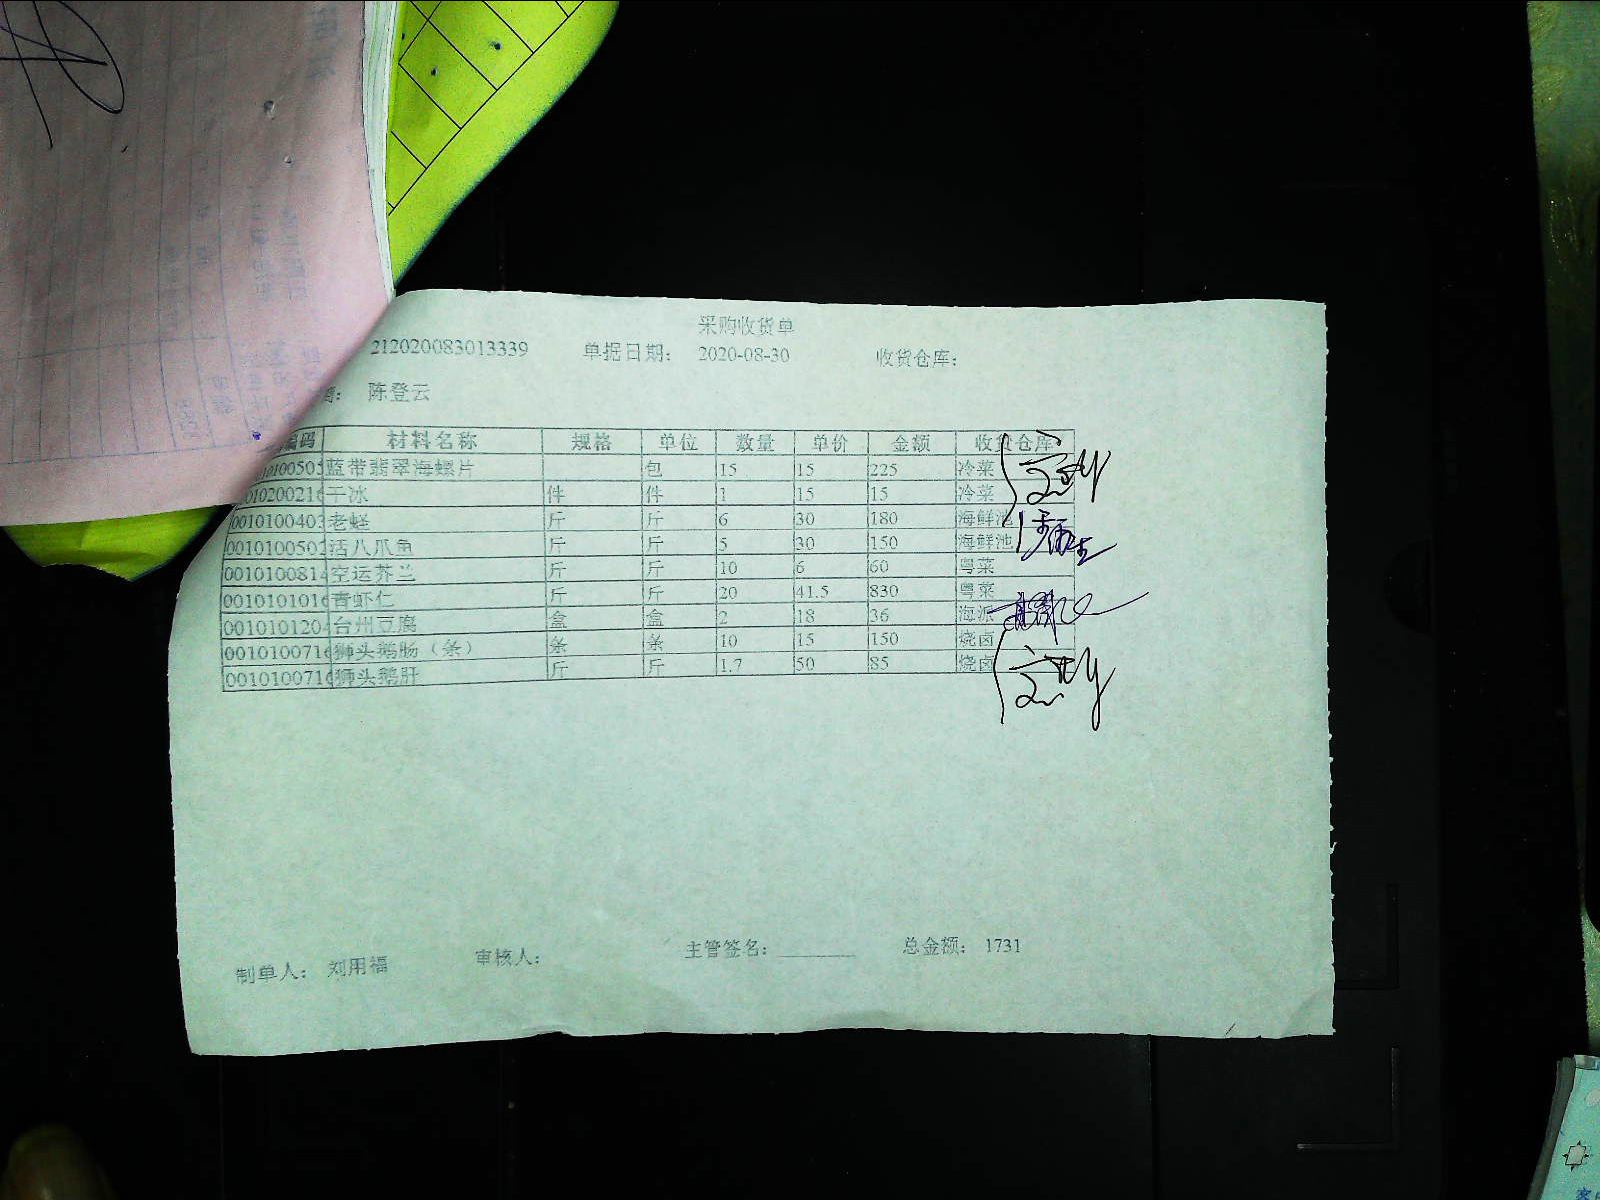 采购收货单
212020083013339 单据日期： 2020-08-30 收货仓库：
陈登云
编码 材料名称 规格 单位 数量 单价 金额 收货仓库
蓝带翡翠海螺片 包 15 15 225 冷菜
干冰 件 件 1 15 15 冷菜
0010100403 老蛏 斤 斤 6 30 180 海鲜池
0010100502 活八爪鱼 斤 斤 5 30 150 海鲜池
0010100814 空运芥兰 斤 斤 10 6 60 粤菜
0010101016 青虾仁 斤 斤 20 41.5 830 粤菜
0010101204 台州豆腐 盒 盒 2 18 36 海派
0010100716 狮头鹅肠（条） 条 条 10 15 150 烧卤
0010100716 狮头鹅肝 斤 斤 1.7 50 85 烧卤
制单人： 刘用福 审核人： 主管签名： 总金额： 1731